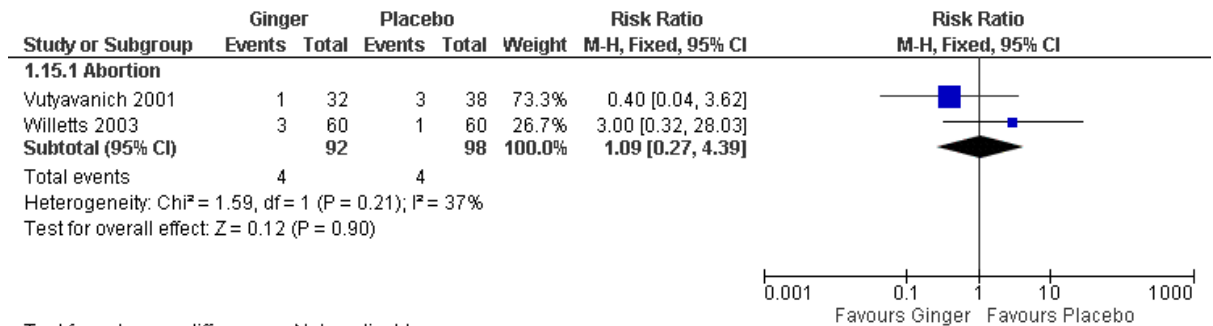 Ginger Placebo Risk Ratio Risk Ratio
Study or Subgroup Events Total Events Total Weight M-H, Fixed, 95% CI M-H, Fixed, 95% CI
1.15.1 Abortion
Vutyavanich 2001 1 32 3 38 73.3% 0.40 [0.04, 3.62]
Willetts 2003 3 60 1 60 26.7% 3.00 [0.32, 28.03]
Subtotal (95% CI) 92 98 100.0% 1.09 [0.27, 4.39]
Total events 4 4
Heterogeneity: Chi² = 1.59, df = 1 (P = 0.21); I² = 37%
Test for overall effect: Z = 0.12 (P = 0.90)
0.001 0.1 1 10 1000
Favours Ginger Favours Placebo